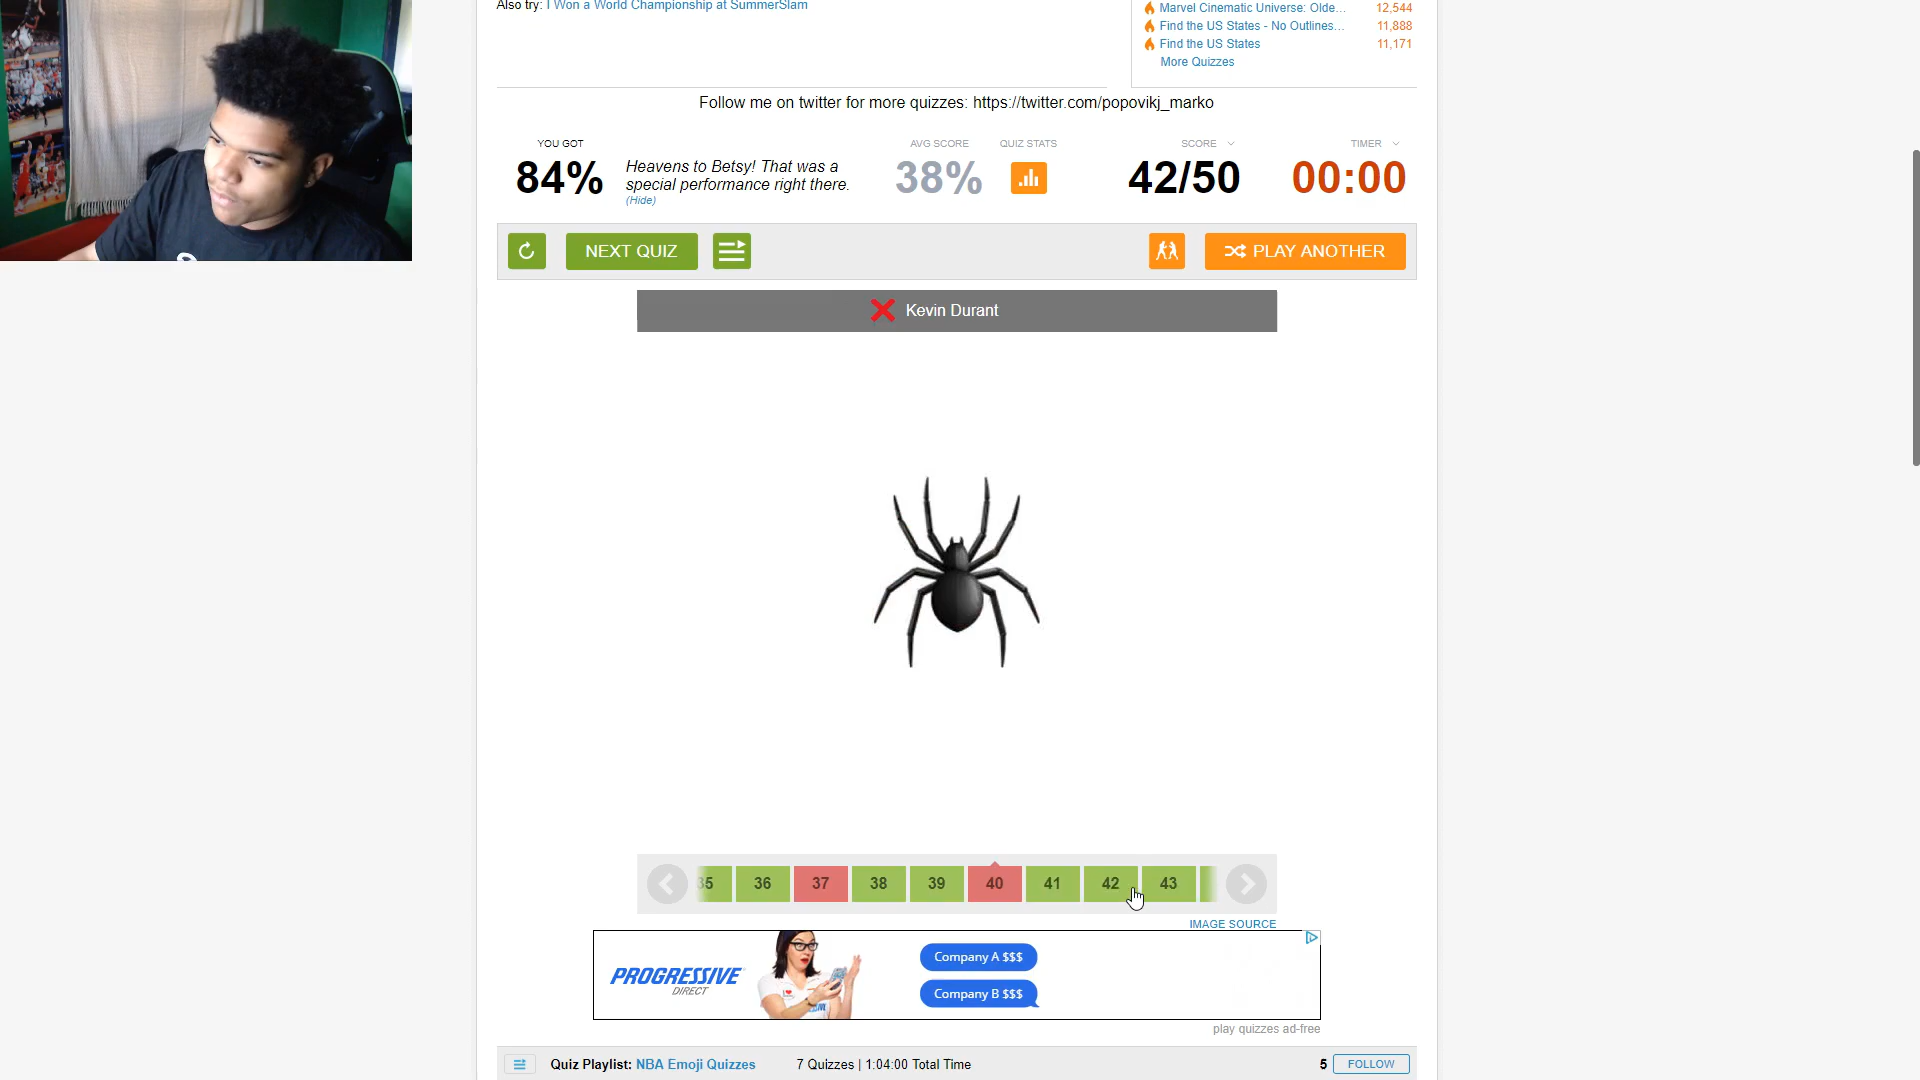 Also try: I Won a World Championship at SummerSlam
Marvel Cinematic Universe: Olde... 12,544
Find the US States - No Outlines... 11,888
Find the US States 11,171
More Quizzes
Follow me on twitter for more quizzes: https://twitter.com/popovikj_marko
YOU GOT
84%
Heavens to Betsy! That was a
special performance right there.
(Hide)
AVG SCORE
38%
QUIZ STATS
SCORE
42/50
TIMER
00:00
NEXT QUIZ
PLAY ANOTHER
Kevin Durant
35 36 37 38 39 40 41 42 43
IMAGE SOURCE
PROGRESSIVE
DIRECT
Company A $$$
Company B $$$
play quizzes ad-free
Quiz Playlist: NBA Emoji Quizzes 7 Quizzes | 1:04:00 Total Time 5 FOLLOW